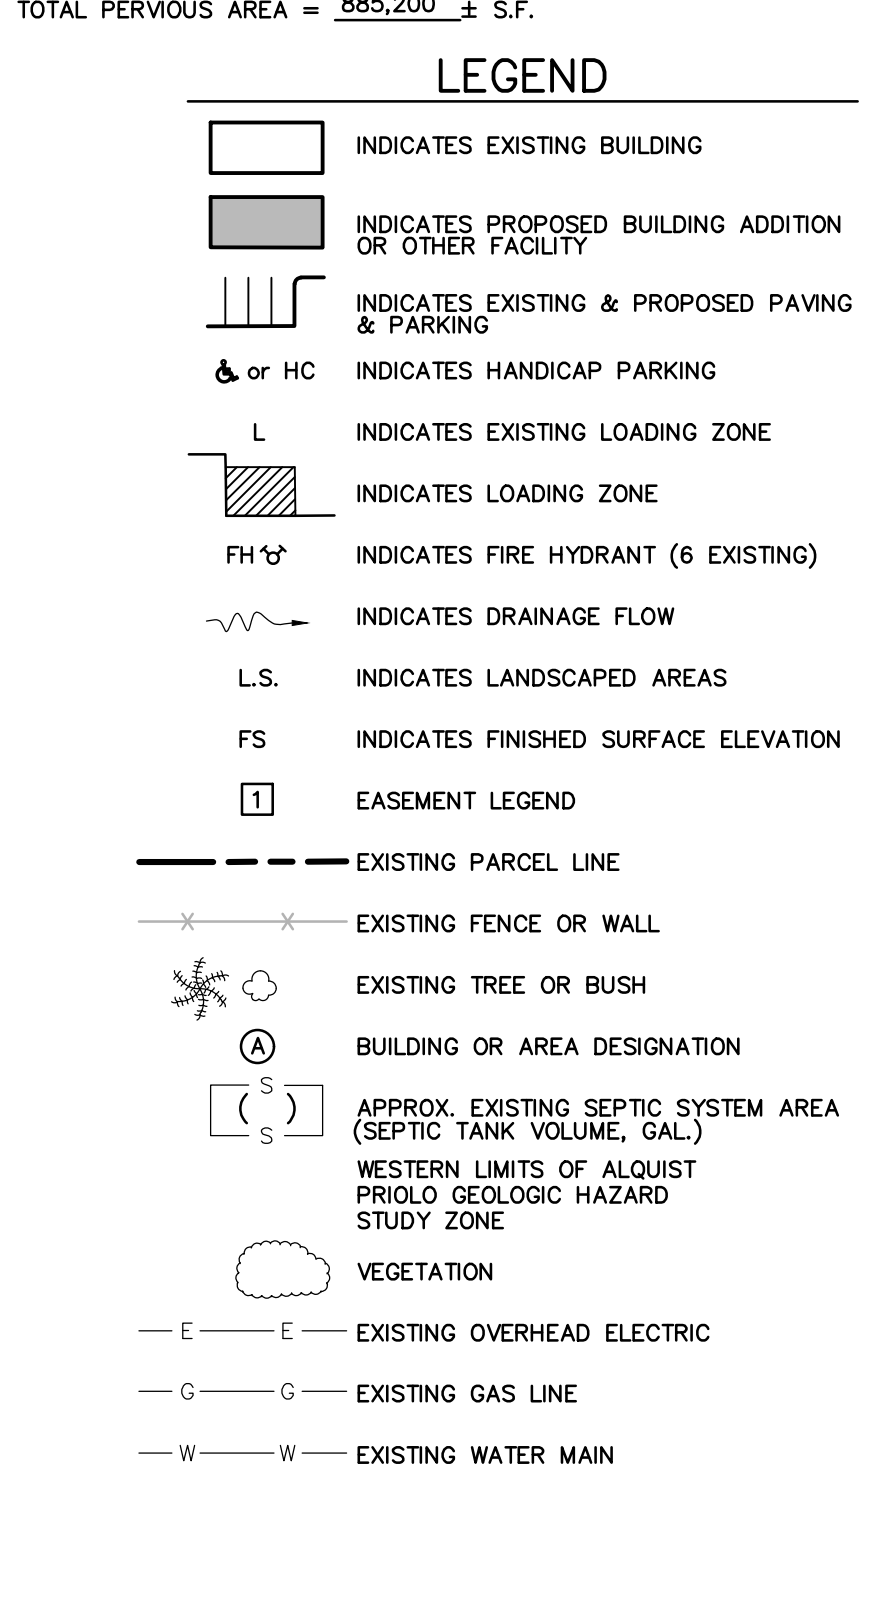 TOTAL PERVIOUS AREA = 885,200 ± S.F.
LEGEND
INDICATES EXISTING BUILDING
INDICATES PROPOSED BUILDING ADDITION
OR OTHER FACILITY
INDICATES EXISTING & PROPOSED PAVING
& PARKING
or HC INDICATES HANDICAP PARKING
L INDICATES EXISTING LOADING ZONE
INDICATES LOADING ZONE
FH INDICATES FIRE HYDRANT (6 EXISTING)
INDICATES DRAINAGE FLOW
L.S. INDICATES LANDSCAPED AREAS
FS INDICATES FINISHED SURFACE ELEVATION
1 EASEMENT LEGEND
EXISTING PARCEL LINE
X X EXISTING FENCE OR WALL
EXISTING TREE OR BUSH
A BUILDING OR AREA DESIGNATION
S
( ) APPROX. EXISTING SEPTIC SYSTEM AREA
S (SEPTIC TANK VOLUME, GAL.)
WESTERN LIMITS OF ALQUIST
PRIOLO GEOLOGIC HAZARD
STUDY ZONE
VEGETATION
E E EXISTING OVERHEAD ELECTRIC
G G EXISTING GAS LINE
W W EXISTING WATER MAIN